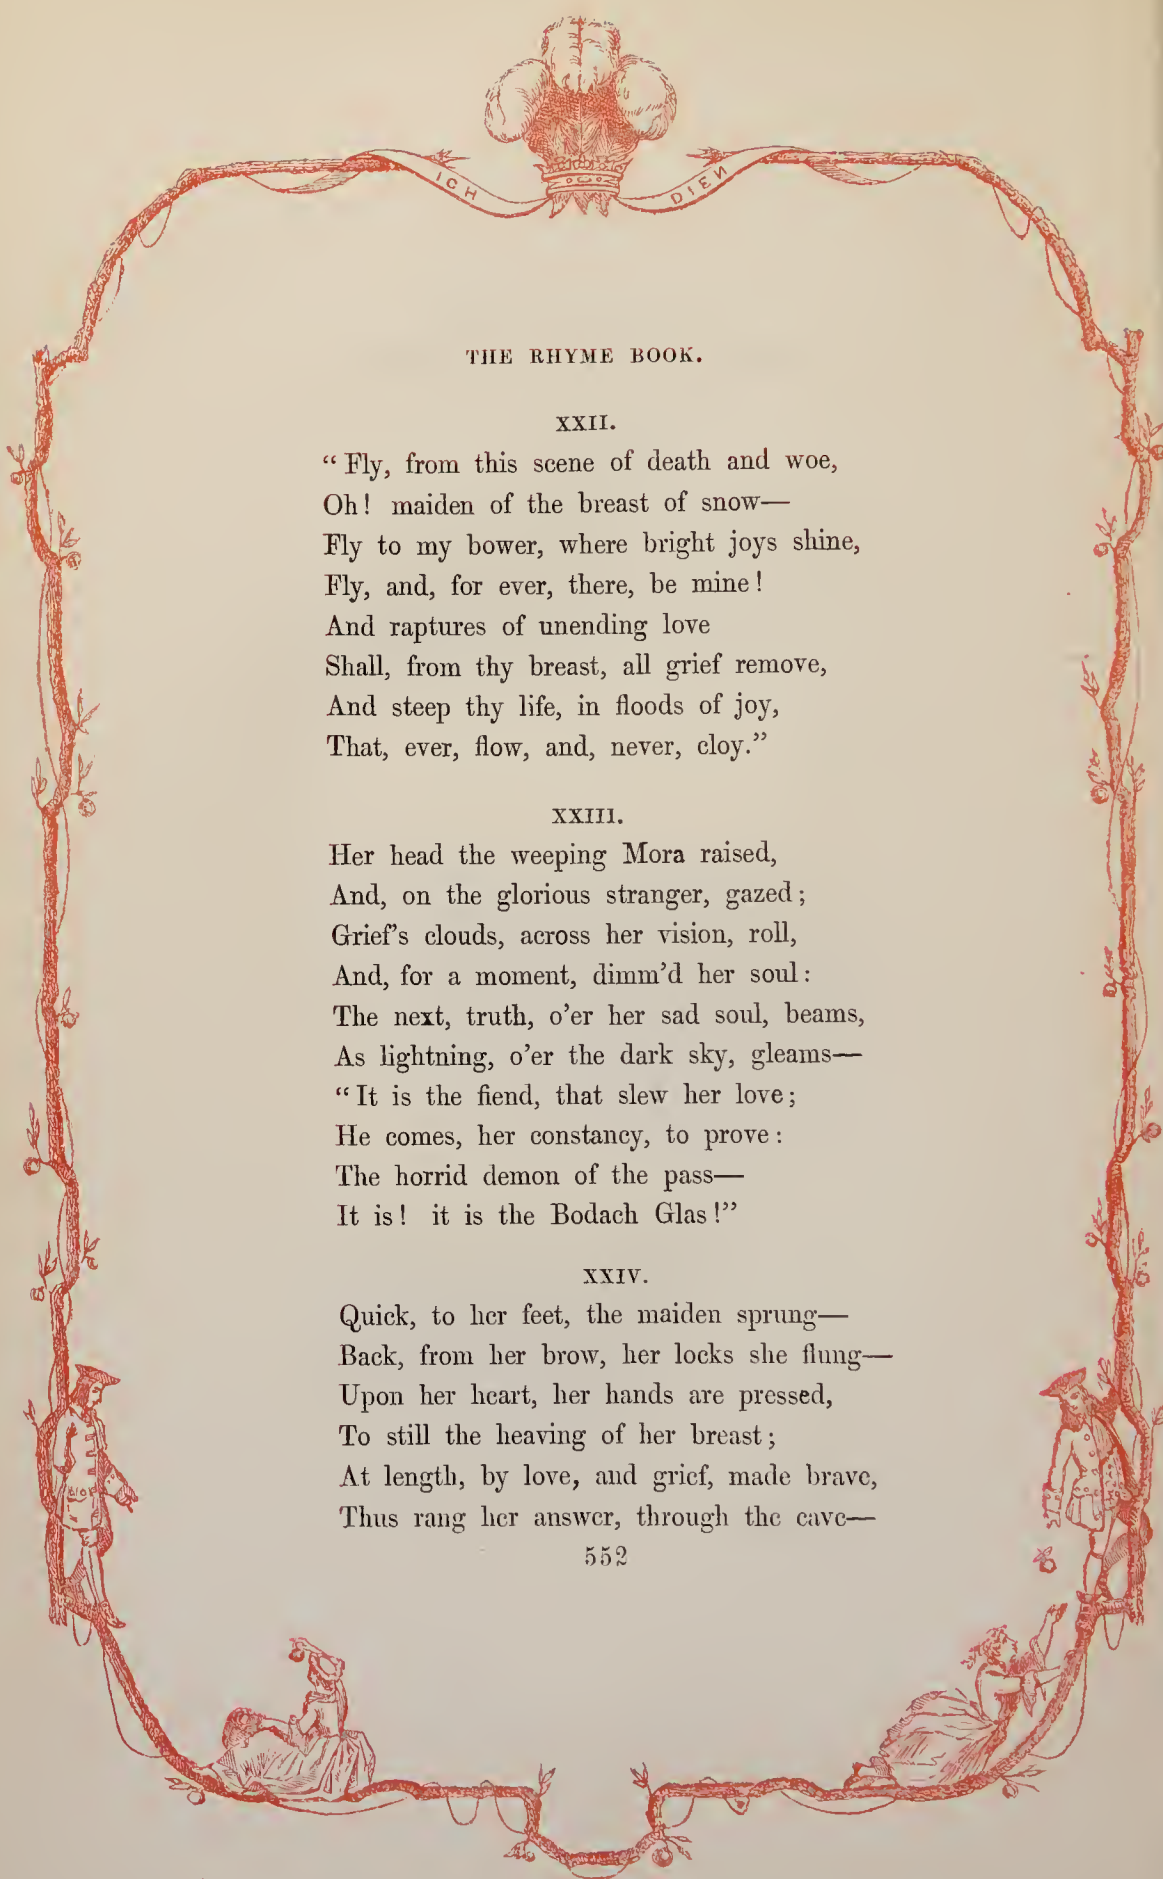 ICH DIEN
THE RHYME BOOK.
XXII.
“Fly, from this scene of death and woe,
Oh! maiden of the breast of snow—
Fly to my bower, where bright joys shine,
Fly, and, for ever, there, be mine!
And raptures of unending love
Shall, from thy breast, all grief remove,
And steep thy life, in floods of joy,
That, ever, flow, and, never, cloy.”
XXIII.
Her head the weeping Mora raised,
And, on the glorious stranger, gazed;
Grief’s clouds, across her vision, roll,
And, for a moment, dimm’d her soul:
The next, truth, o’er her sad soul, beams,
As lightning, o’er the dark sky, gleams—
“It is the fiend, that slew her love;
He comes, her constancy, to prove:
The horrid demon of the pass—
It is! it is the Bodach Glas!”
XXIV.
Quick, to her feet, the maiden sprung—
Back, from her brow, her locks she flung—
Upon her heart, her hands are pressed,
To still the heaving of her breast;
At length, by love, and grief, made brave,
Thus rang her answer, through the cave—
552